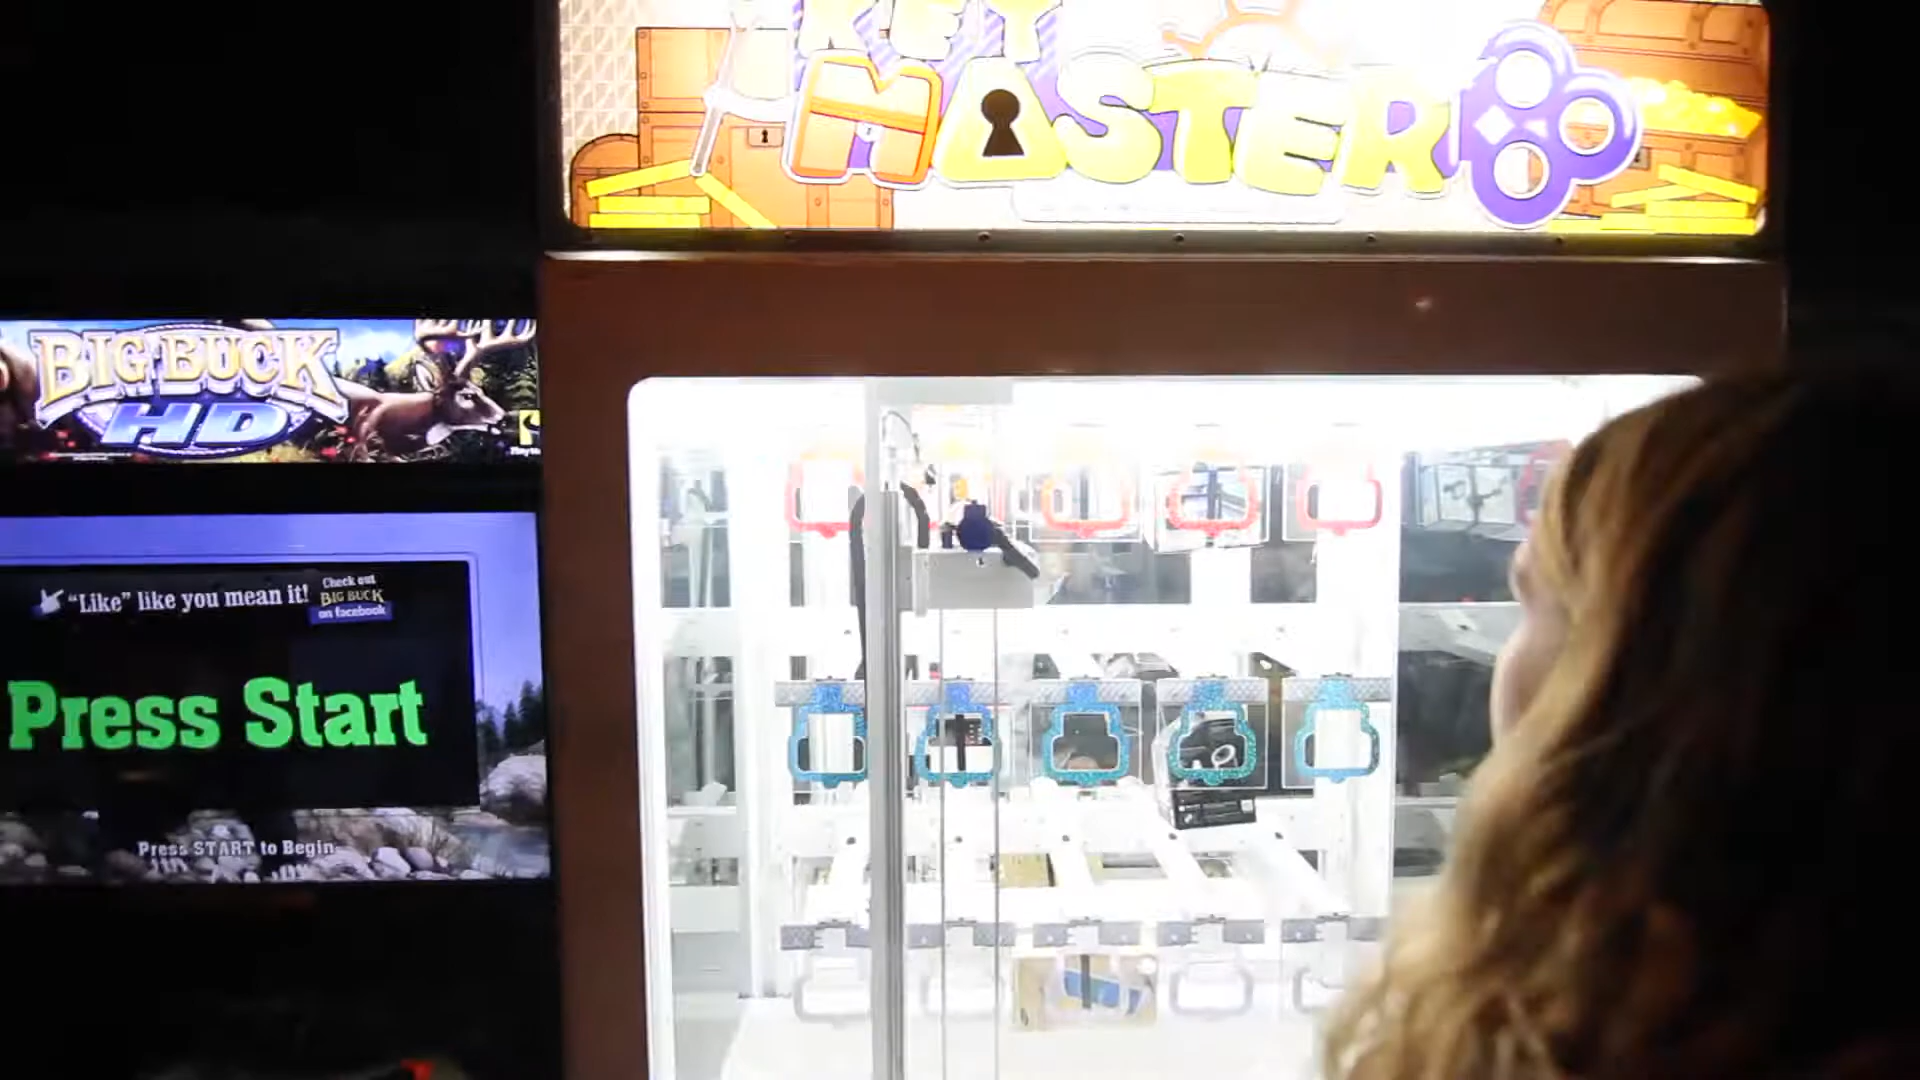 KEY
MASTER
BIG BUCK
HD
"Like" like you mean it!
Check out
BIG BUCK
on facebook
Press Start
Press START to Begin